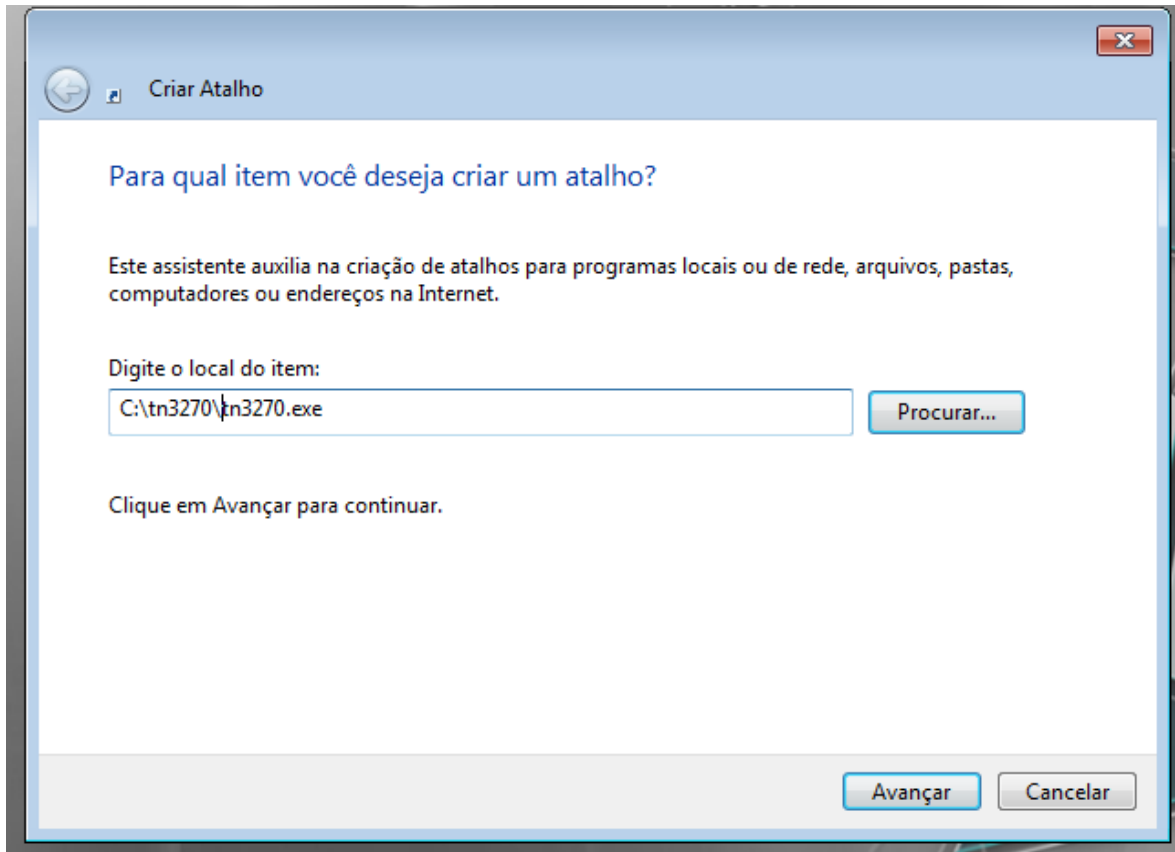 Criar Atalho
Para qual item você deseja criar um atalho?
Este assistente auxilia na criação de atalhos para programas locais ou de rede, arquivos, pastas,
computadores ou endereços na Internet.
Digite o local do item:
C:\tn3270\tn3270.exe
Procurar...
Clique em Avançar para continuar.
Avançar
Cancelar